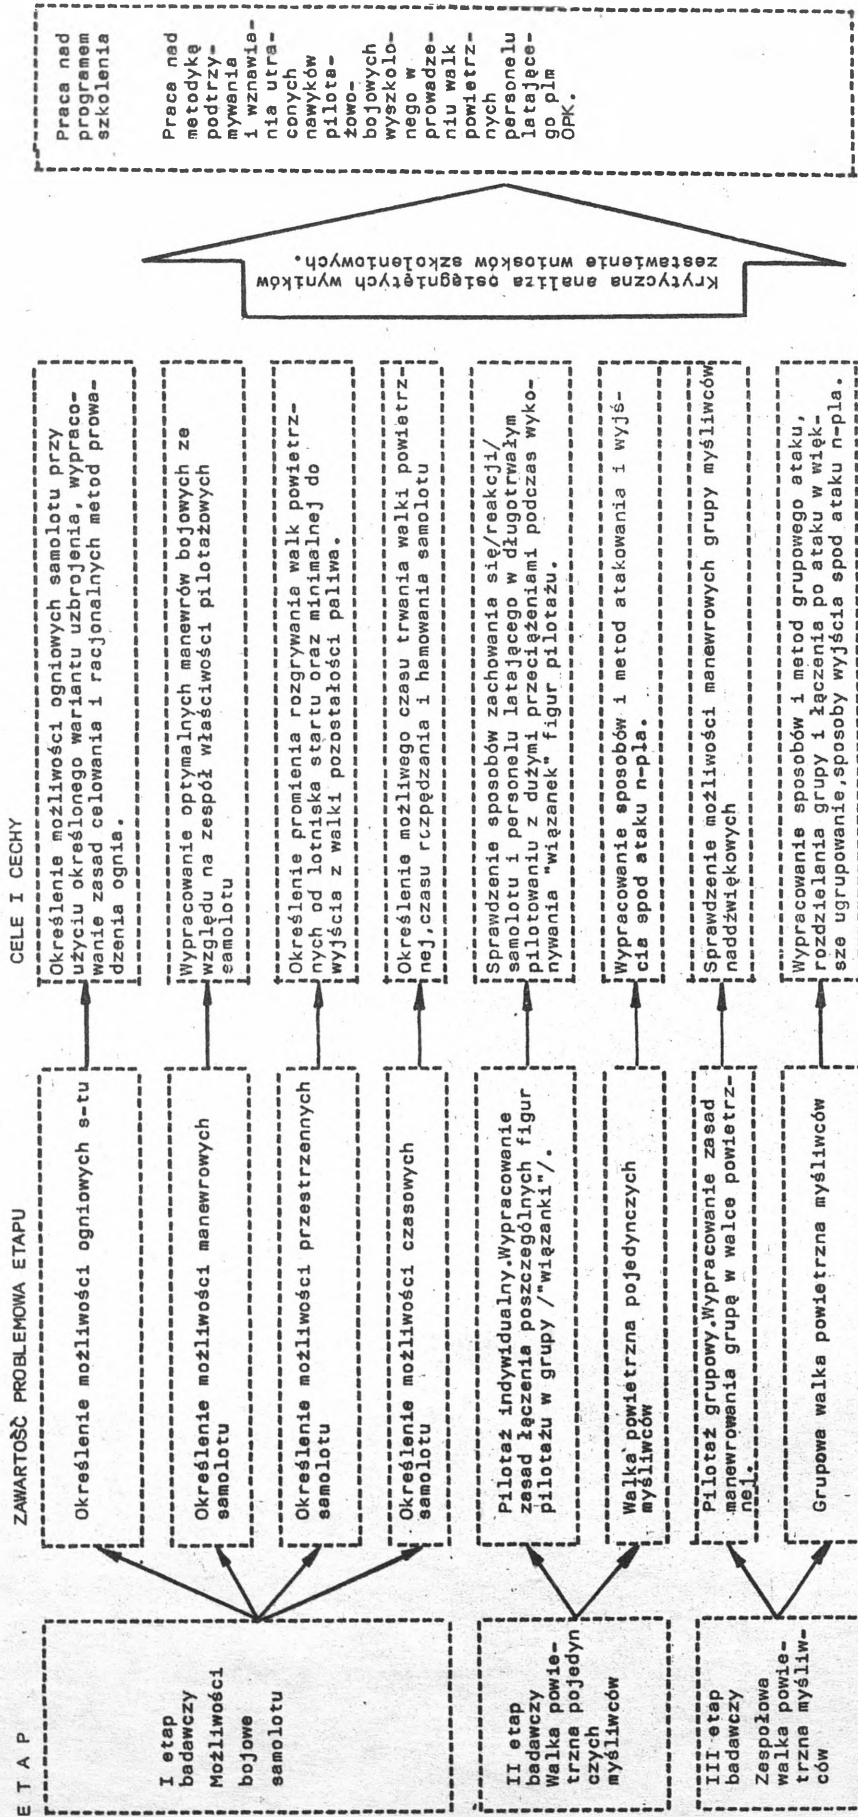 E T A P
ZAWARTOŚĆ PROBLEMOWA ETAPU
CELE I CECHY
I etap
badawczy
Możliwości
bojowe
samolotu
Określenie możliwości ogniowych s-tu
Określenie możliwości ogniowych samolotu przy
użyciu określonego wariantu uzbrojenia, wypraco-
wanie zasad celowania i racjonalnych metod prowa-
dzenia ognia.
Określenie możliwości manewrowych
samolotu
Wypracowanie optymalnych manewrów bojowych ze
względu na zespół właściwości pilotażowych
samolotu
Określenie możliwości przestrzennych
samolotu
Określenie promienia rozgrywania walk powietrz-
nych od lotniska startu oraz minimalnej do
wyjścia z walki pozostałości paliwa.
Określenie możliwości czasowych
samolotu
Określenie możliwego czasu trwania walki powietrz-
nej,czasu rozpędzania i hamowania samolotu
II etap
badawczy
Walka powie-
trzna pojedyn
czych
myśliwców
Pilotaż indywidualny.Wypracowanie
zasad łączenia poszczególnych figur
pilotażu w grupy /"wiązanki"/.
Sprawdzenie sposobów zachowania się/reakcji/
samolotu i personelu latającego w długotrwałym
pilotowaniu z dużymi przeciążeniami podczas wyko-
nywania "wiązanek" figur pilotażu.
Walka powietrzna pojedynczych
myśliwców
Wypracowanie sposobów i metod atakowania i wyjś-
cia spod ataku n-pla.
III etap
badawczy
Zespołowa
walka powie-
trzna myśliw-
ców
Pilotaż grupowy.Wypracowanie zasad
manewrowania grupą w walce powietrz-
nej.
Sprawdzenie możliwości manewrowych grupy myśliwców
naddźwiękowych
Grupowa walka powietrzna myśliwców
Wypracowanie sposobów i metod grupowego ataku,
rozdzielania grupy i łączenia po ataku w więk-
sze ugrupowanie,sposoby wyjścia spod ataku n-pla.
Krytyczna analiza osiągniętych wyników
zestawienie wniosków szkoleniowych.
Praca nad
programem
szkolenia
Praca nad
metodyką
podtrzy-
mywania
i wznawia-
nia utra-
conych
nawyków
pilota-
żowo-
bojowych
wyszkolo-
nego w
prowadze-
niu walk
powietrz-
nych
personelu
latające-
go plm
OPK.